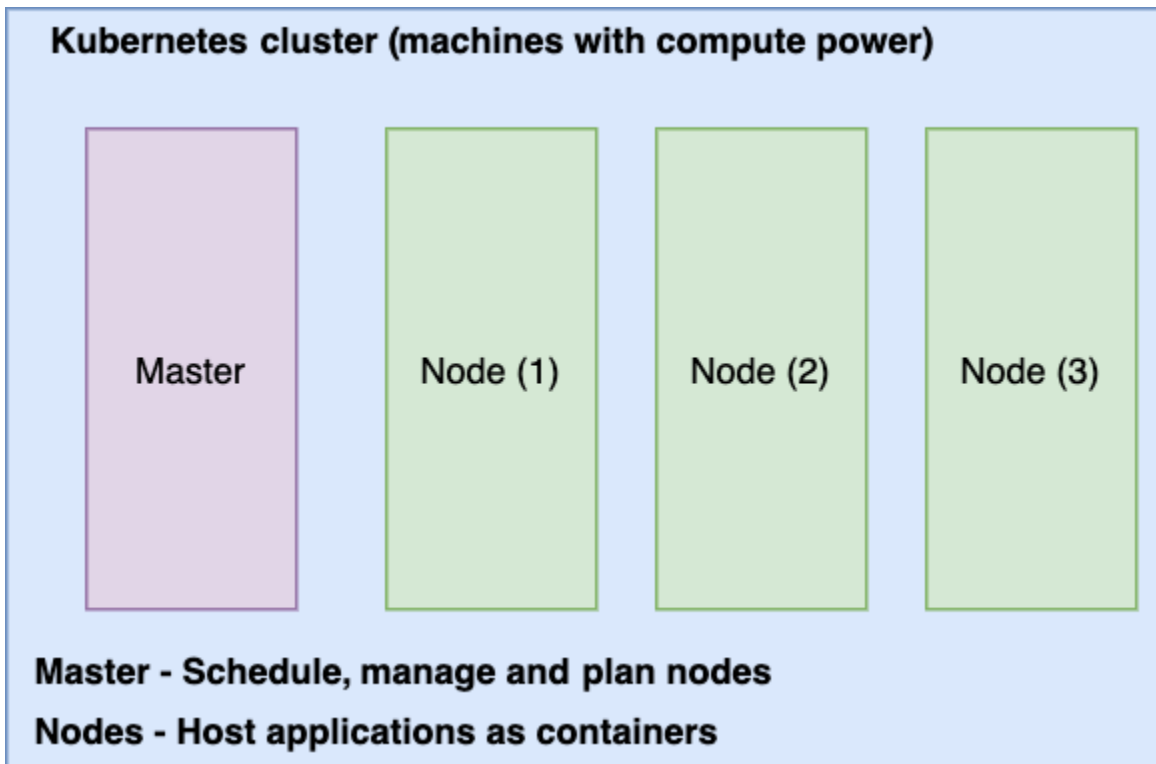 Kubernetes cluster (machines with compute power)
Master
Node (1)
Node (2)
Node (3)
Master - Schedule, manage and plan nodes
Nodes - Host applications as containers